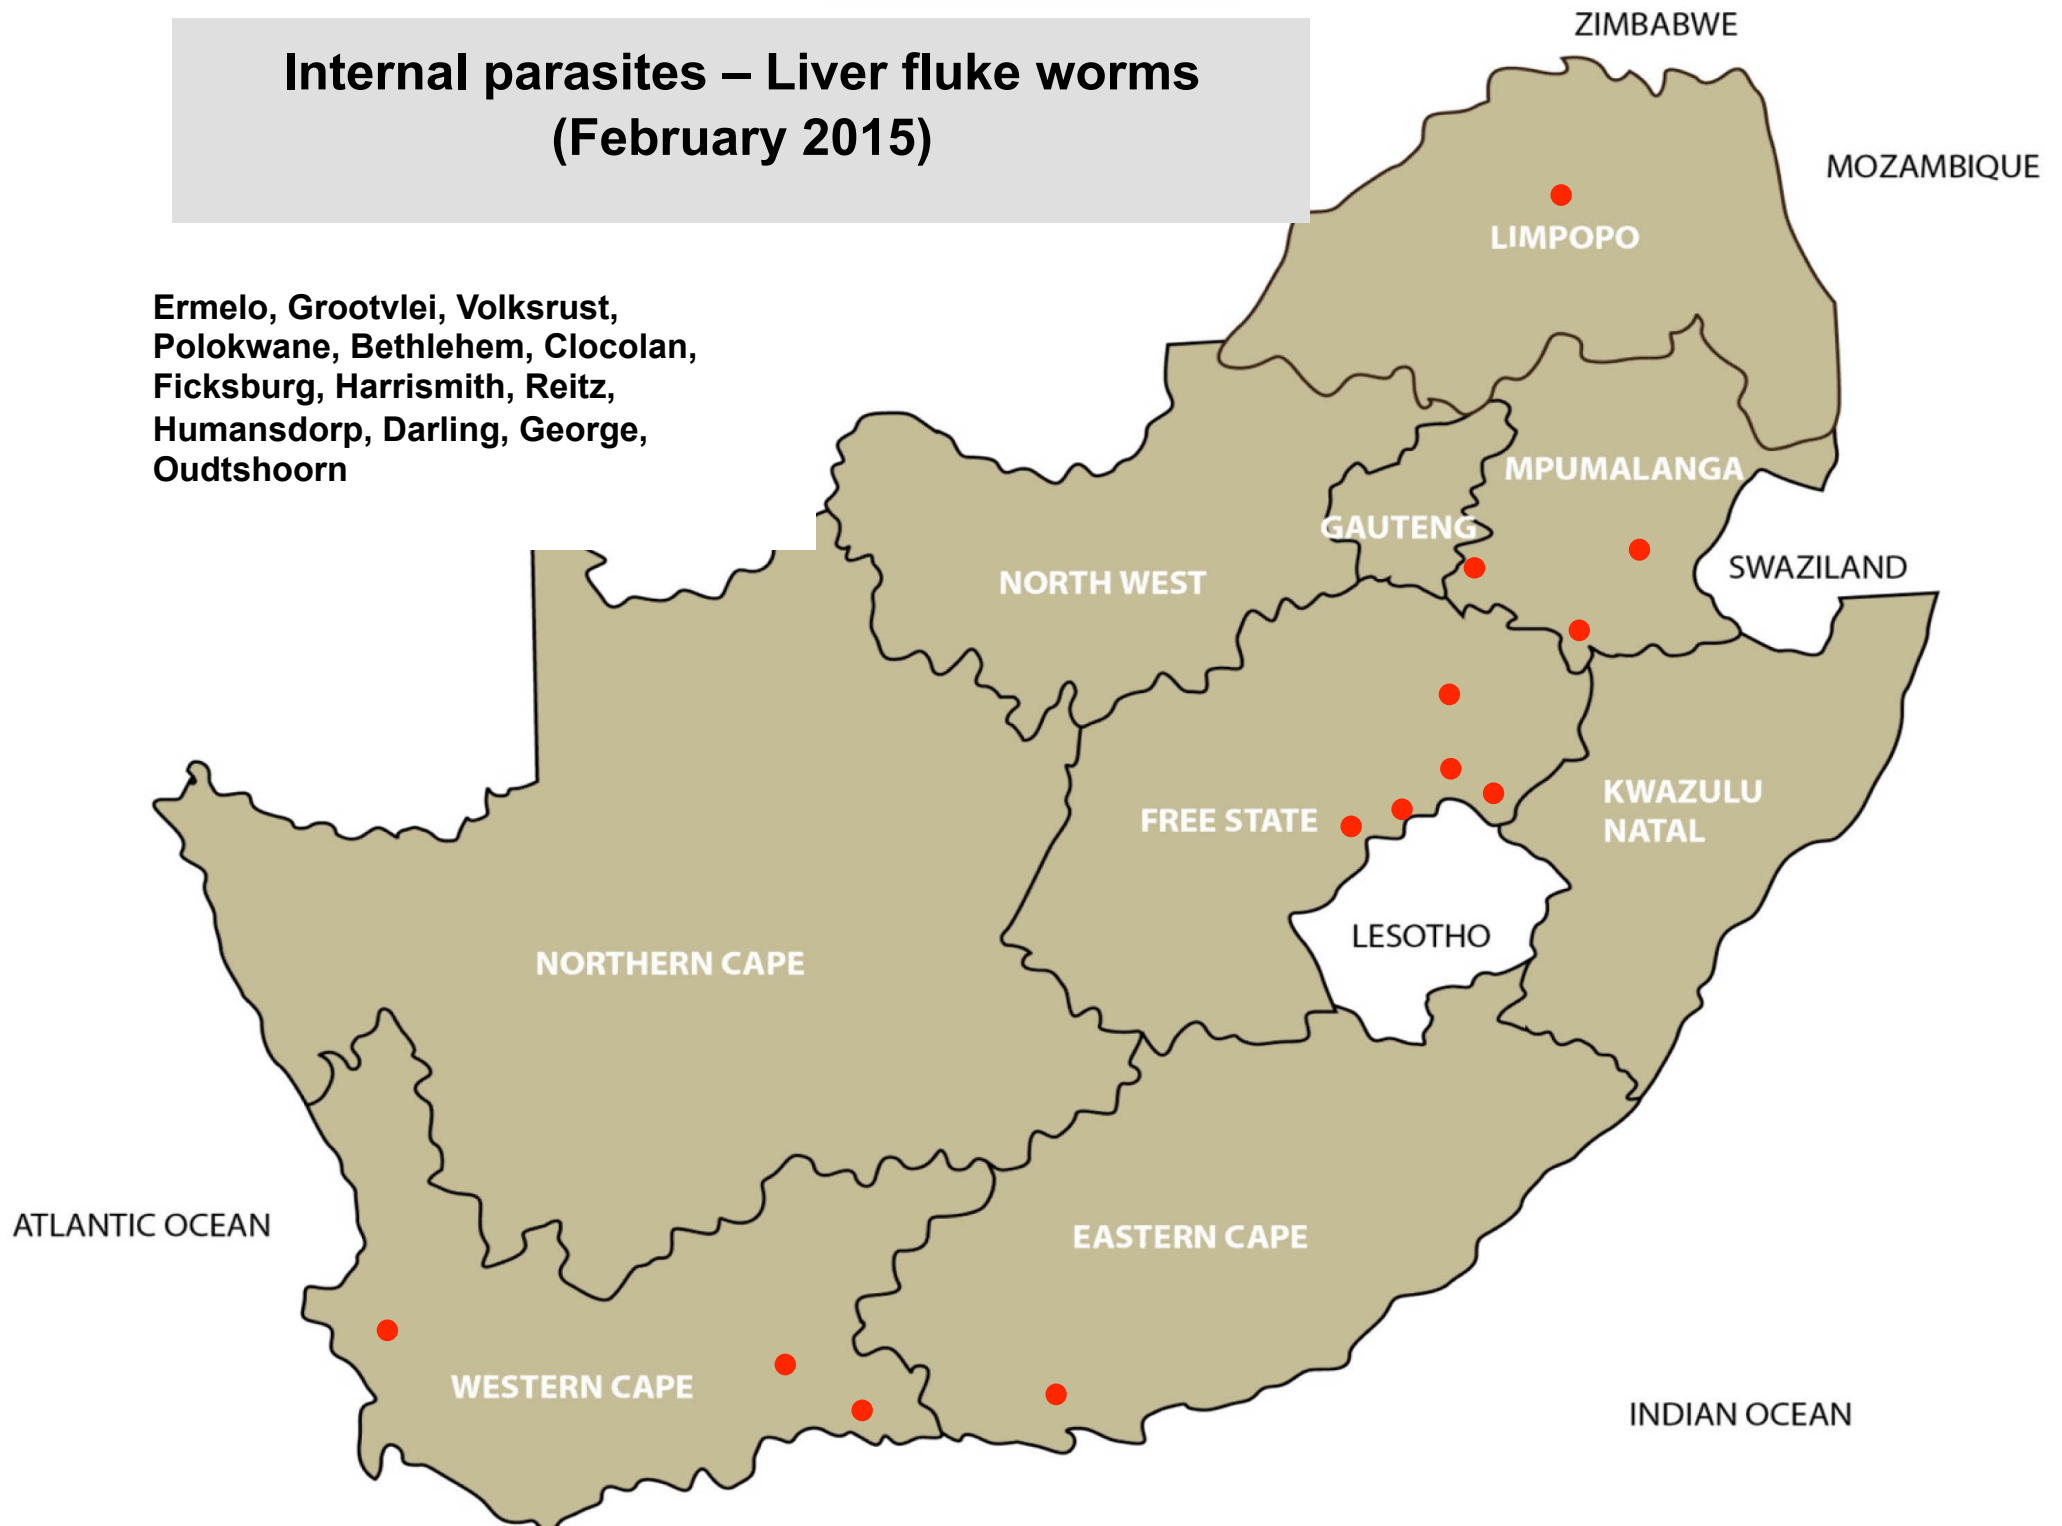 Internal parasites – Liver fluke worms
(February 2015)
Ermelo, Grootvlei, Volksrust,
Polokwane, Bethlehem, Clocolan,
Ficksburg, Harrismith, Reitz,
Humansdorp, Darling, George,
Oudtshoorn
ZIMBABWE
MOZAMBIQUE
LIMPOPO
MPUMALANGA
GAUTENG
SWAZILAND
NORTH WEST
KWAZULU
NATAL
FREE STATE
LESOTHO
NORTHERN CAPE
ATLANTIC OCEAN
EASTERN CAPE
WESTERN CAPE
INDIAN OCEAN